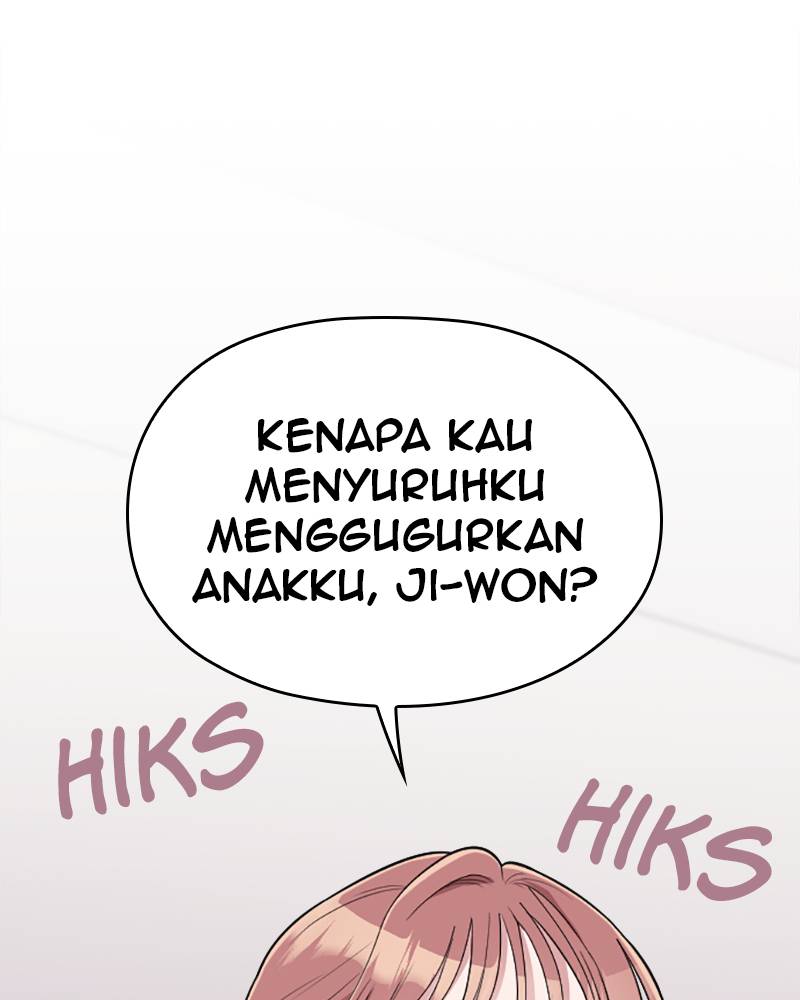 KENAPA KAU
MENYURUHKU
MENGGUGURKAN
ANAKKU, JI-WON?
HIKS
HIKS